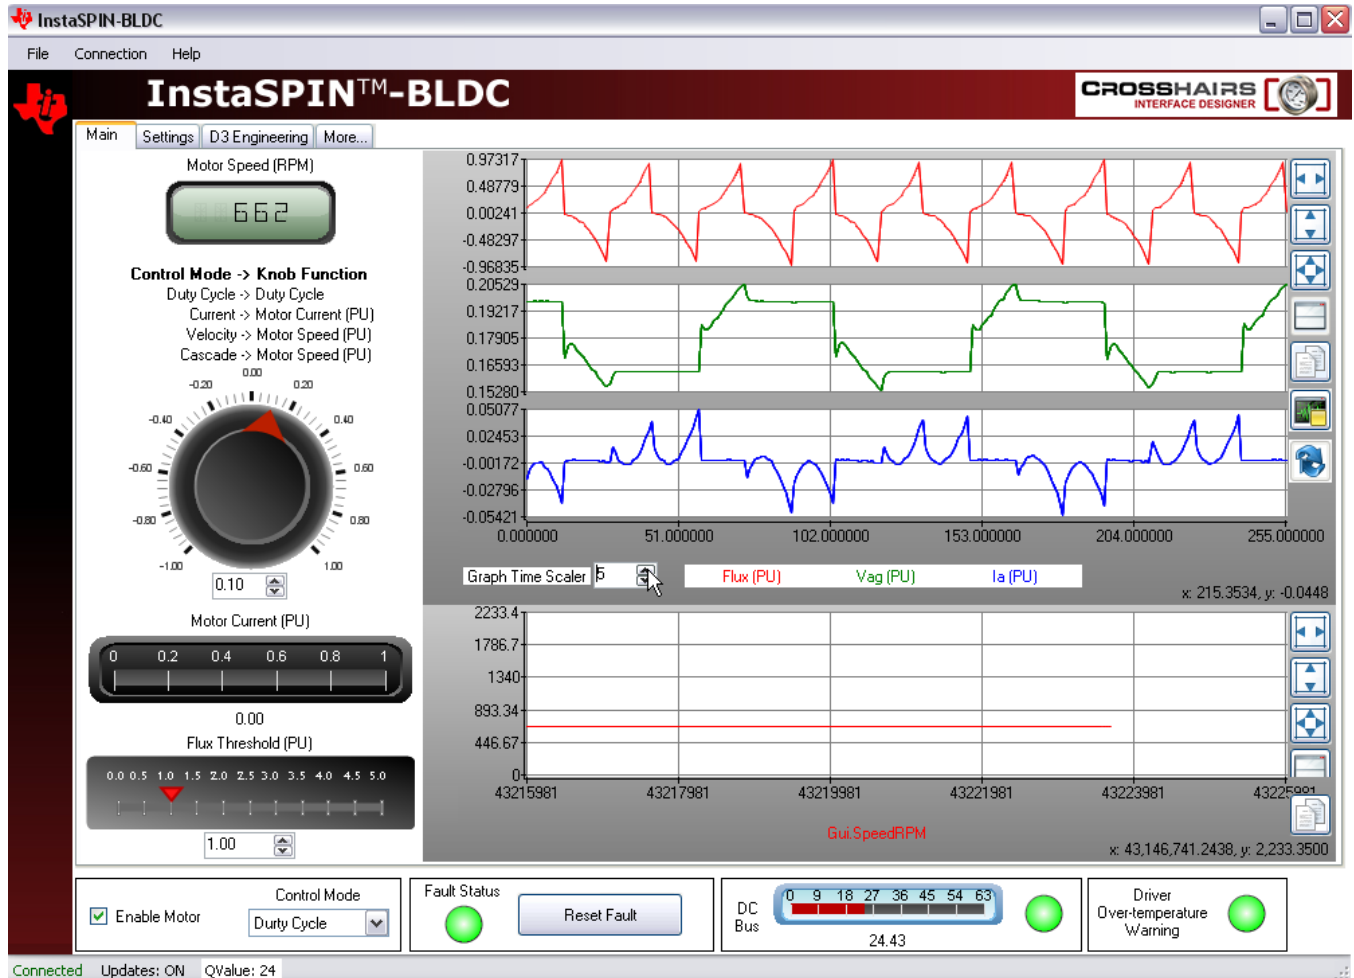 InstaSPIN-BLDC
File Connection Help
InstaSPIN™-BLDC
CROSSHAIRS
INTERFACE DESIGNER
Main Settings D3 Engineering More...
Motor Speed (RPM)
662
Control Mode -> Knob Function
Duty Cycle -> Duty Cycle
Current -> Motor Current (PU)
Velocity -> Motor Speed (PU)
Cascade -> Motor Speed (PU)
0.00
-0.20 0.20
-0.40 0.40
-0.60 0.60
-0.80 0.80
-1.00 1.00
0.10
Motor Current (PU)
0 0.2 0.4 0.6 0.8 1
0.00
Flux Threshold (PU)
0.0 0.5 1.0 1.5 2.0 2.5 3.0 3.5 4.0 4.5 5.0
1.00
0.97317
0.48779
0.00241
-0.48297
-0.96835
0.20529
0.19217
0.17905
0.16593
0.15280
0.05077
0.02453
-0.00172
-0.02796
-0.05421
0.000000 51.000000 102.000000 153.000000 204.000000 255.000000
Graph Time Scaler 5 Flux (PU) Vag (PU) Ia (PU)
x: 215.3534, y: -0.0448
2233.4
1786.7
1340
893.34
446.67
0
43215981 43217981 43219981 43221981 43223981 43225981
Gui.SpeedRPM
x: 43,146,741.2438, y: 2,233.3500
Enable Motor
Control Mode
Durty Cycle
Fault Status
Reset Fault
DC
Bus
0 9 18 27 36 45 54 63
24.43
Driver
Over-temperature
Warning
Connected Updates: ON QValue: 24